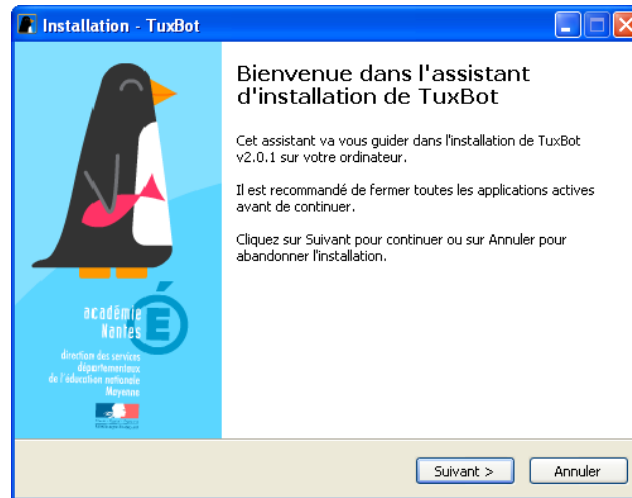 Installation - TuxBot
Bienvenue dans l'assistant
d'installation de TuxBot
Cet assistant va vous guider dans l'installation de TuxBot
v2.0.1 sur votre ordinateur.
Il est recommandé de fermer toutes les applications actives
avant de continuer.
Cliquez sur Suivant pour continuer ou sur Annuler pour
abandonner l'installation.
académie
Nantes
É
direction des services
départementaux
de l'éducation nationale
Mayenne
Suivant >
Annuler